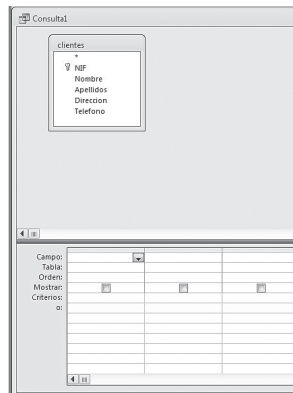 Consulta1
clientes
*
NIF
Nombre
Apellidos
Direccion
Telefono
Campo:
Tabla:
Orden:
Mostrar:
Criterios:
o: